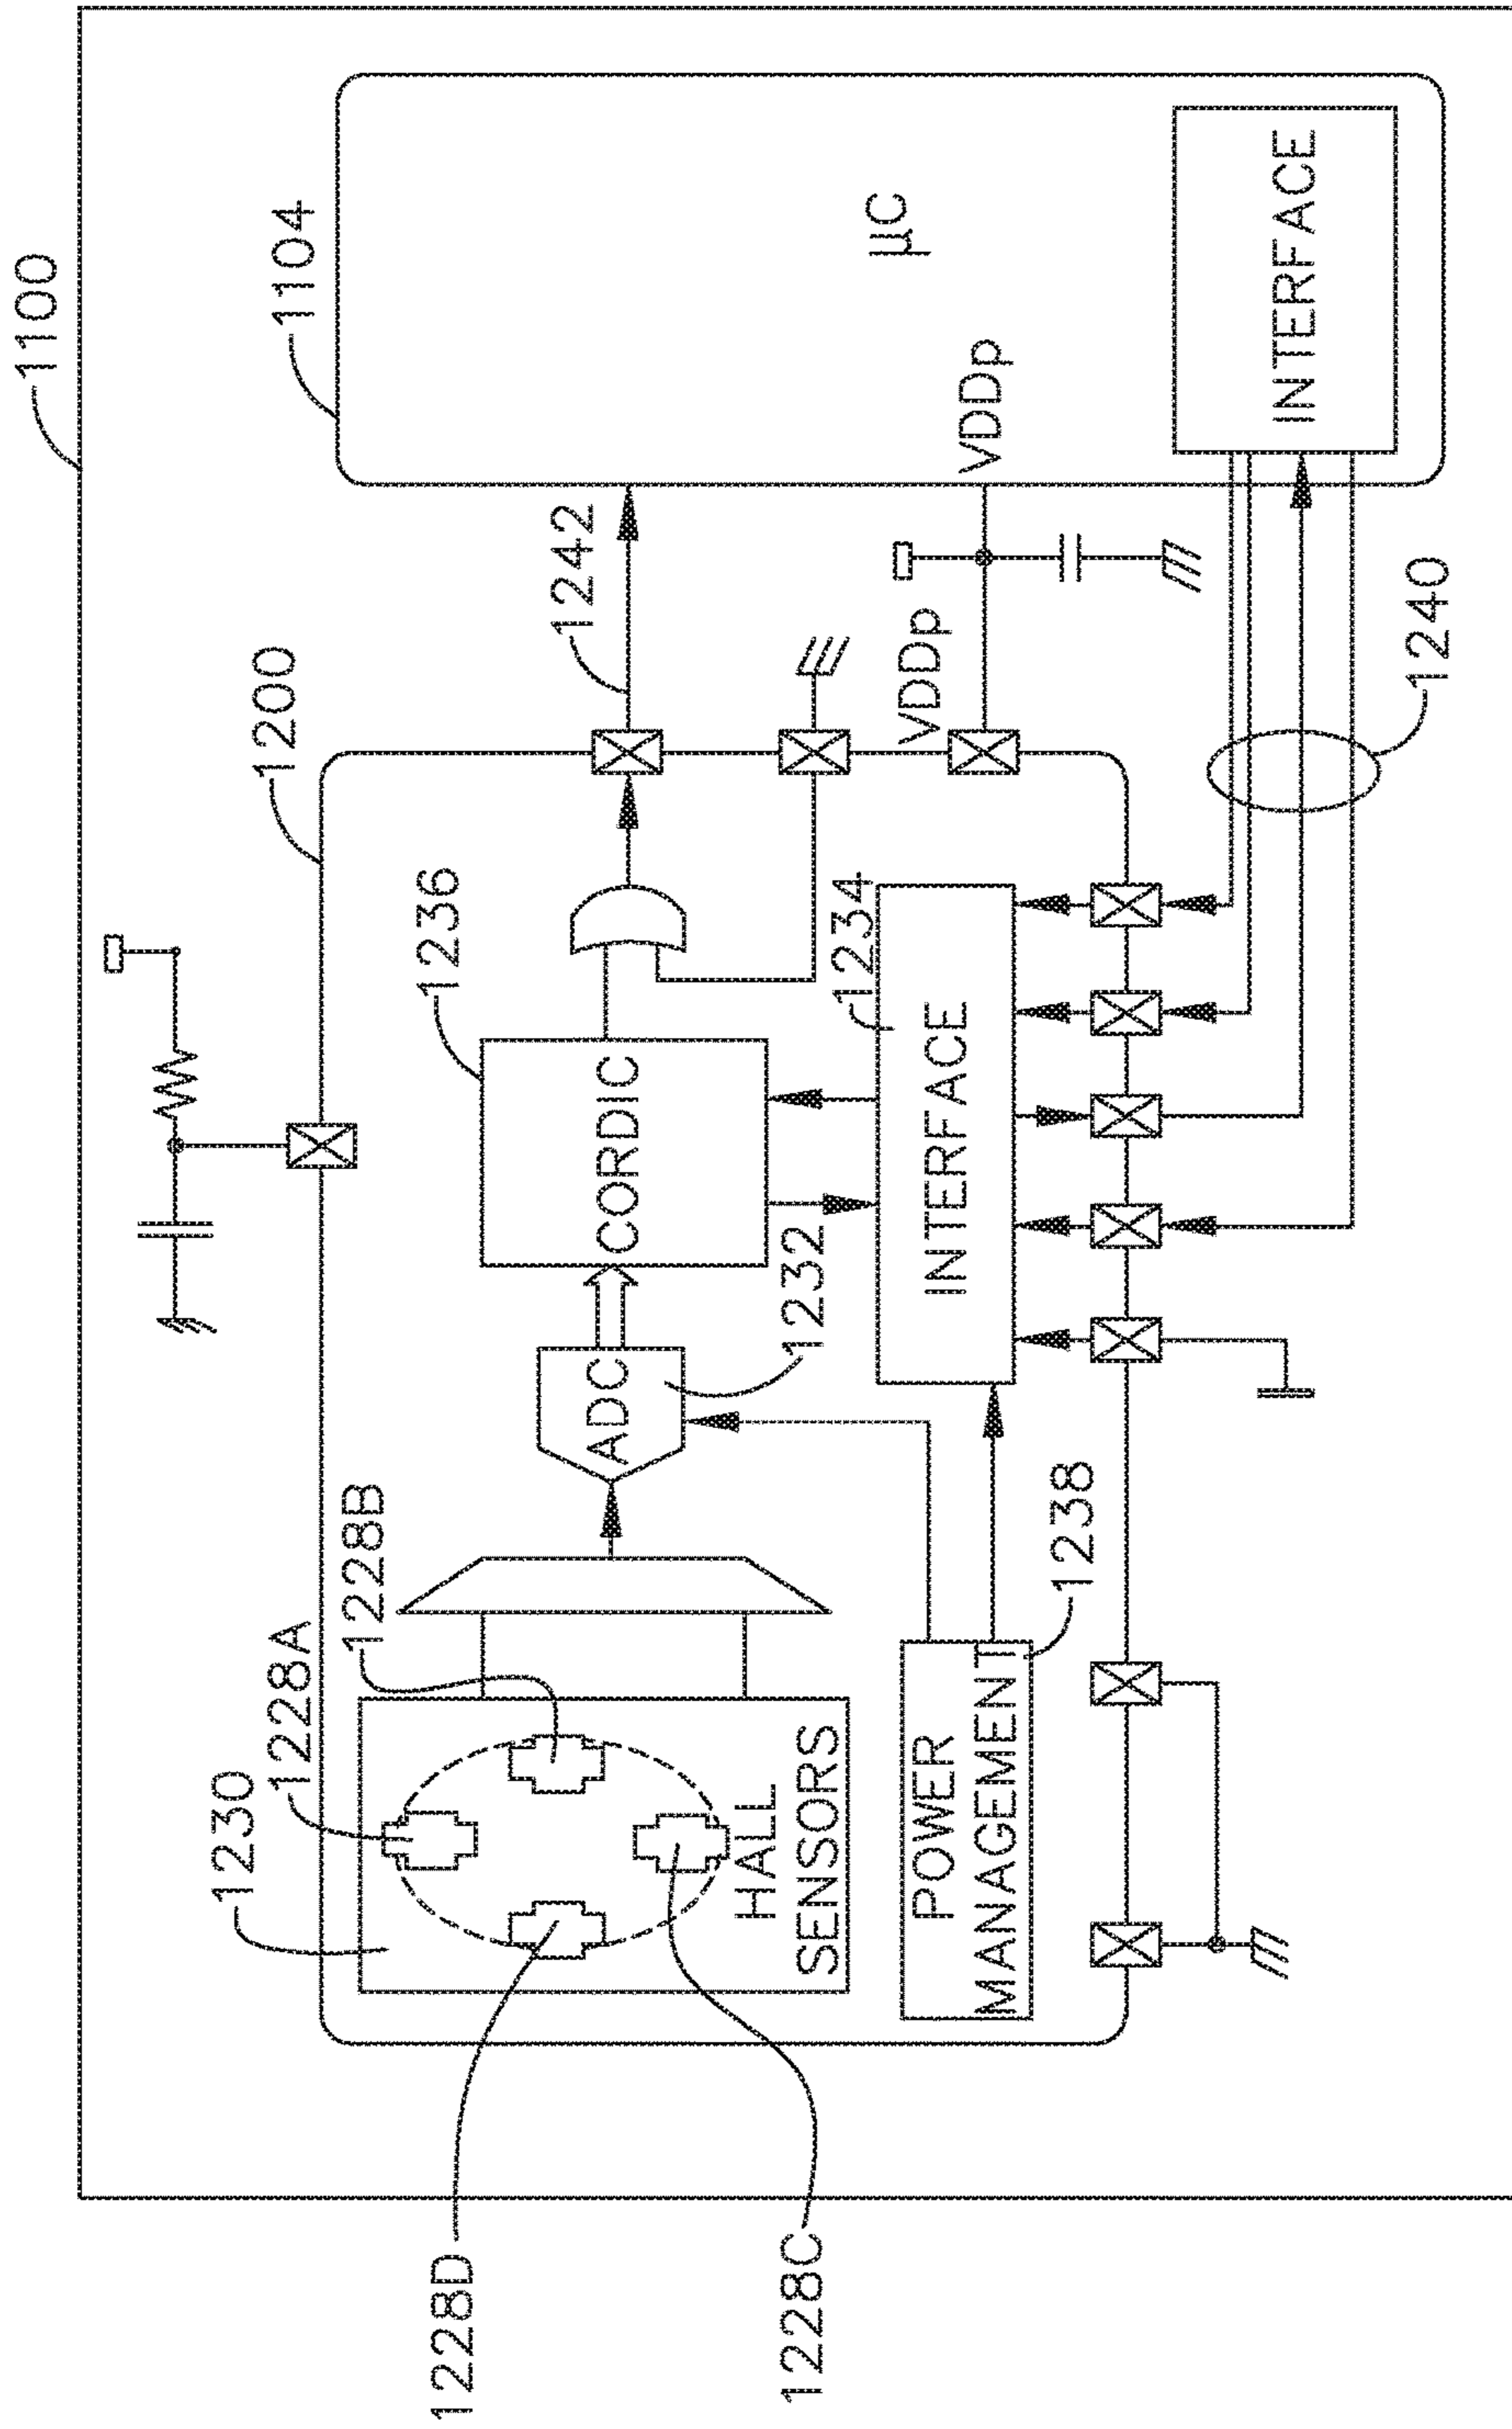 1100
1104
1200
1242
µC
1236
1234
VDDp
VDDp
INTERFACE
1240
CORDIC
INTERFACE
ADC
1232
1228B
1228A
1230
HALL
SENSORS
POWER
MANAGEMENT
1238
1228D
1228C